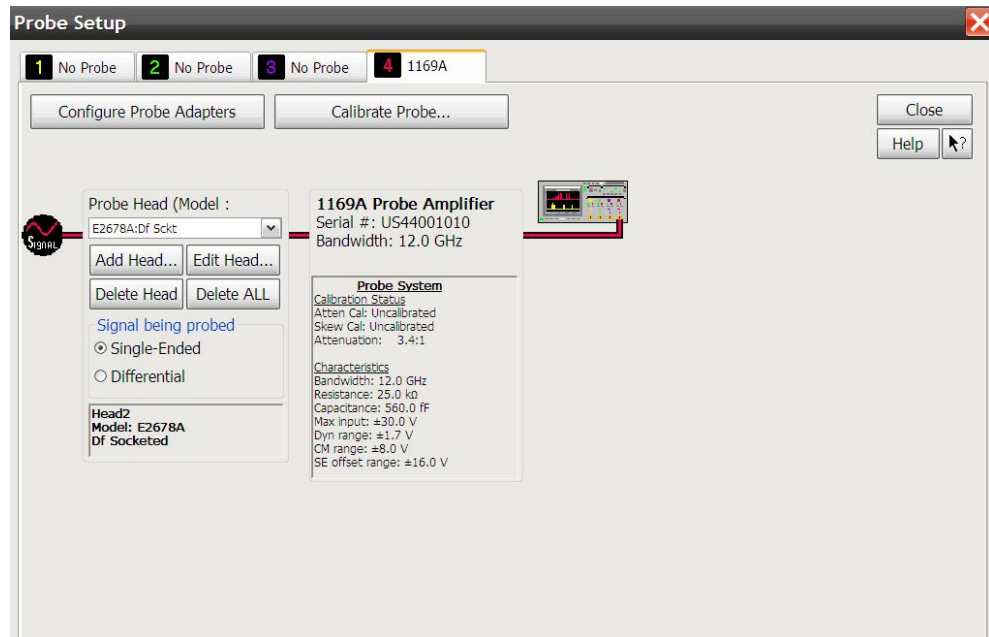 Probe Setup
1 No Probe 2 No Probe 3 No Probe 4 1169A
Configure Probe Adapters Calibrate Probe... Close
Help ?
Probe Head (Model :
E2678A:Df Sckt
Add Head... Edit Head...
Delete Head Delete ALL
Signal being probed
Single-Ended
Differential
Head2
Model: E2678A
Df Socketed
SIGNAL
1169A Probe Amplifier
Serial #: US44001010
Bandwidth: 12.0 GHz
Probe System
Calibration Status
Atten Cal: Uncalibrated
Skew Cal: Uncalibrated
Attenuation: 3.4:1
Characteristics
Bandwidth: 12.0 GHz
Resistance: 25.0 kΩ
Capacitance: 560.0 fF
Max input: ±30.0 V
Dyn range: ±1.7 V
CM range: ±8.0 V
SE offset range: ±16.0 V